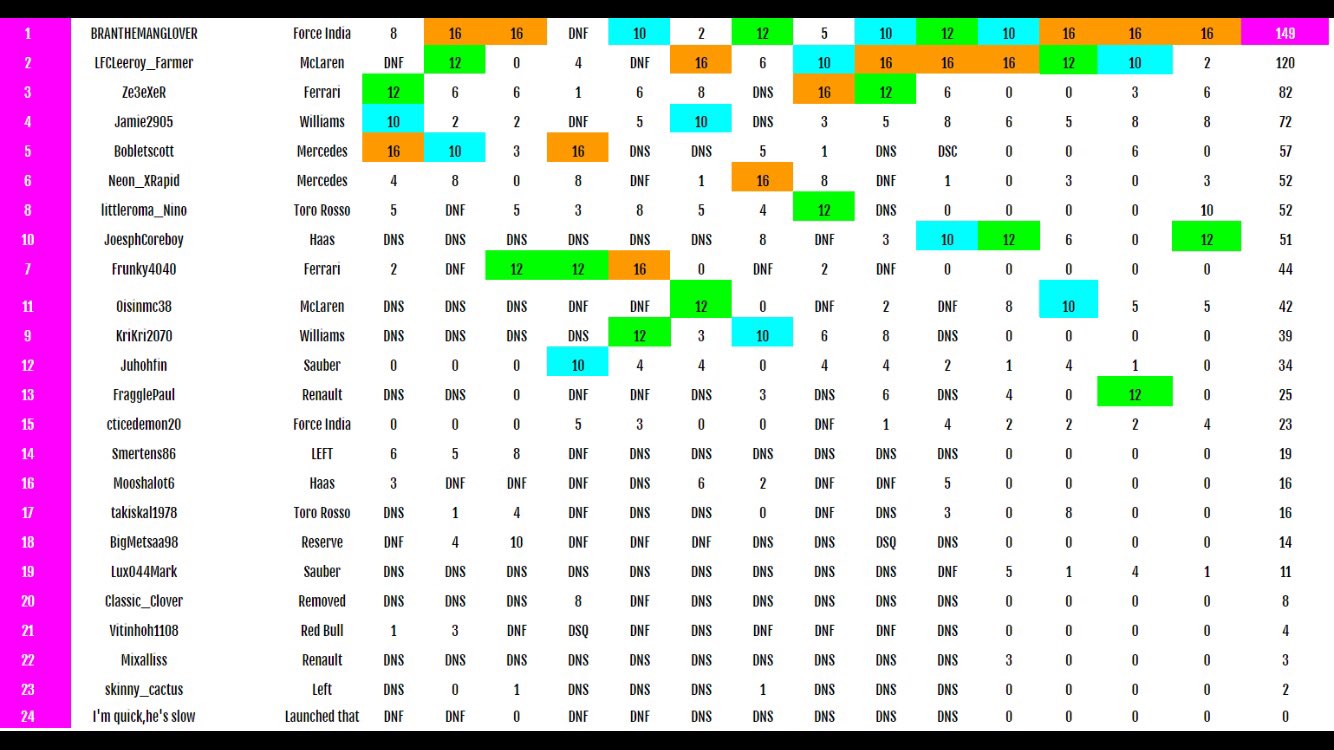 1 BRANTHEMANGLOVER Force India 8 16 16 DNF 10 2 12 5 10 12 10 16 16 16 149
2 LFCLeeroy_Farmer McLaren DNF 12 0 4 DNF 16 6 10 16 16 16 12 10 2 120
3 Ze3eXeR Ferrari 12 6 6 1 6 8 DNS 16 12 6 0 0 3 6 82
4 Jamie2905 Williams 10 2 2 DNF 5 10 DNS 3 5 8 6 5 8 8 72
5 Bobletscott Mercedes 16 10 3 16 DNS DNS 5 1 DNS DSC 0 0 6 0 57
6 Neon_XRapid Mercedes 4 8 0 8 DNF 1 16 8 DNF 1 0 3 0 3 52
8 littleroma_Nino Toro Rosso 5 DNF 5 3 8 5 4 12 DNS 0 0 0 0 10 52
10 JoesphCoreboy Haas DNS DNS DNS DNS DNS DNS 8 DNF 3 10 12 6 0 12 51
7 Frunky4040 Ferrari 2 DNF 12 12 16 0 DNF 2 DNF 0 0 0 0 0 44
11 Oisinmc38 McLaren DNS DNS DNS DNF DNF 12 0 DNF 2 DNF 8 10 5 5 42
9 KriKri2070 Williams DNS DNS DNS DNS 12 3 10 6 8 DNS 0 0 0 0 39
12 Juhohfin Sauber 0 0 0 10 4 4 0 4 4 2 1 4 1 0 34
13 FragglePaul Renault DNS DNS 0 DNF DNF DNS 3 DNS 6 DNS 4 0 12 0 25
15 cticedemon20 Force India 0 0 0 5 3 0 0 DNF 1 4 2 2 2 4 23
14 Smertens86 LEFT 6 5 8 DNF DNS DNS DNS DNS DNS DNS 0 0 0 0 19
16 Mooshalot6 Haas 3 DNF DNF DNF DNS 6 2 DNF DNF 5 0 0 0 0 16
17 takiskal1978 Toro Rosso DNS 1 4 DNF DNS DNS 0 DNF DNS 3 0 8 0 0 16
18 BigMetsaa98 Reserve DNF 4 10 DNF DNF DNF DNS DNS DSQ DNS 0 0 0 0 14
19 Lux044Mark Sauber DNS DNS DNS DNS DNS DNS DNS DNS DNS DNF 5 1 4 1 11
20 Classic_Clover Removed DNS DNS DNS 8 DNF DNS DNS DNS DNS DNS 0 0 0 0 8
21 Vitinhoh1108 Red Bull 1 3 DNF DSQ DNF DNS DNF DNF DNF DNS 0 0 0 0 4
22 Mixalliss Renault DNS DNS DNS DNS DNS DNS DNS DNS DNS DNS 3 0 0 0 3
23 skinny_cactus Left DNS 0 1 DNS DNS DNS 1 DNS DNS DNS 0 0 0 0 2
24 I'm quick,he's slow Launched that DNF DNF 0 DNF DNF DNS DNS DNS DNS DNS 0 0 0 0 0